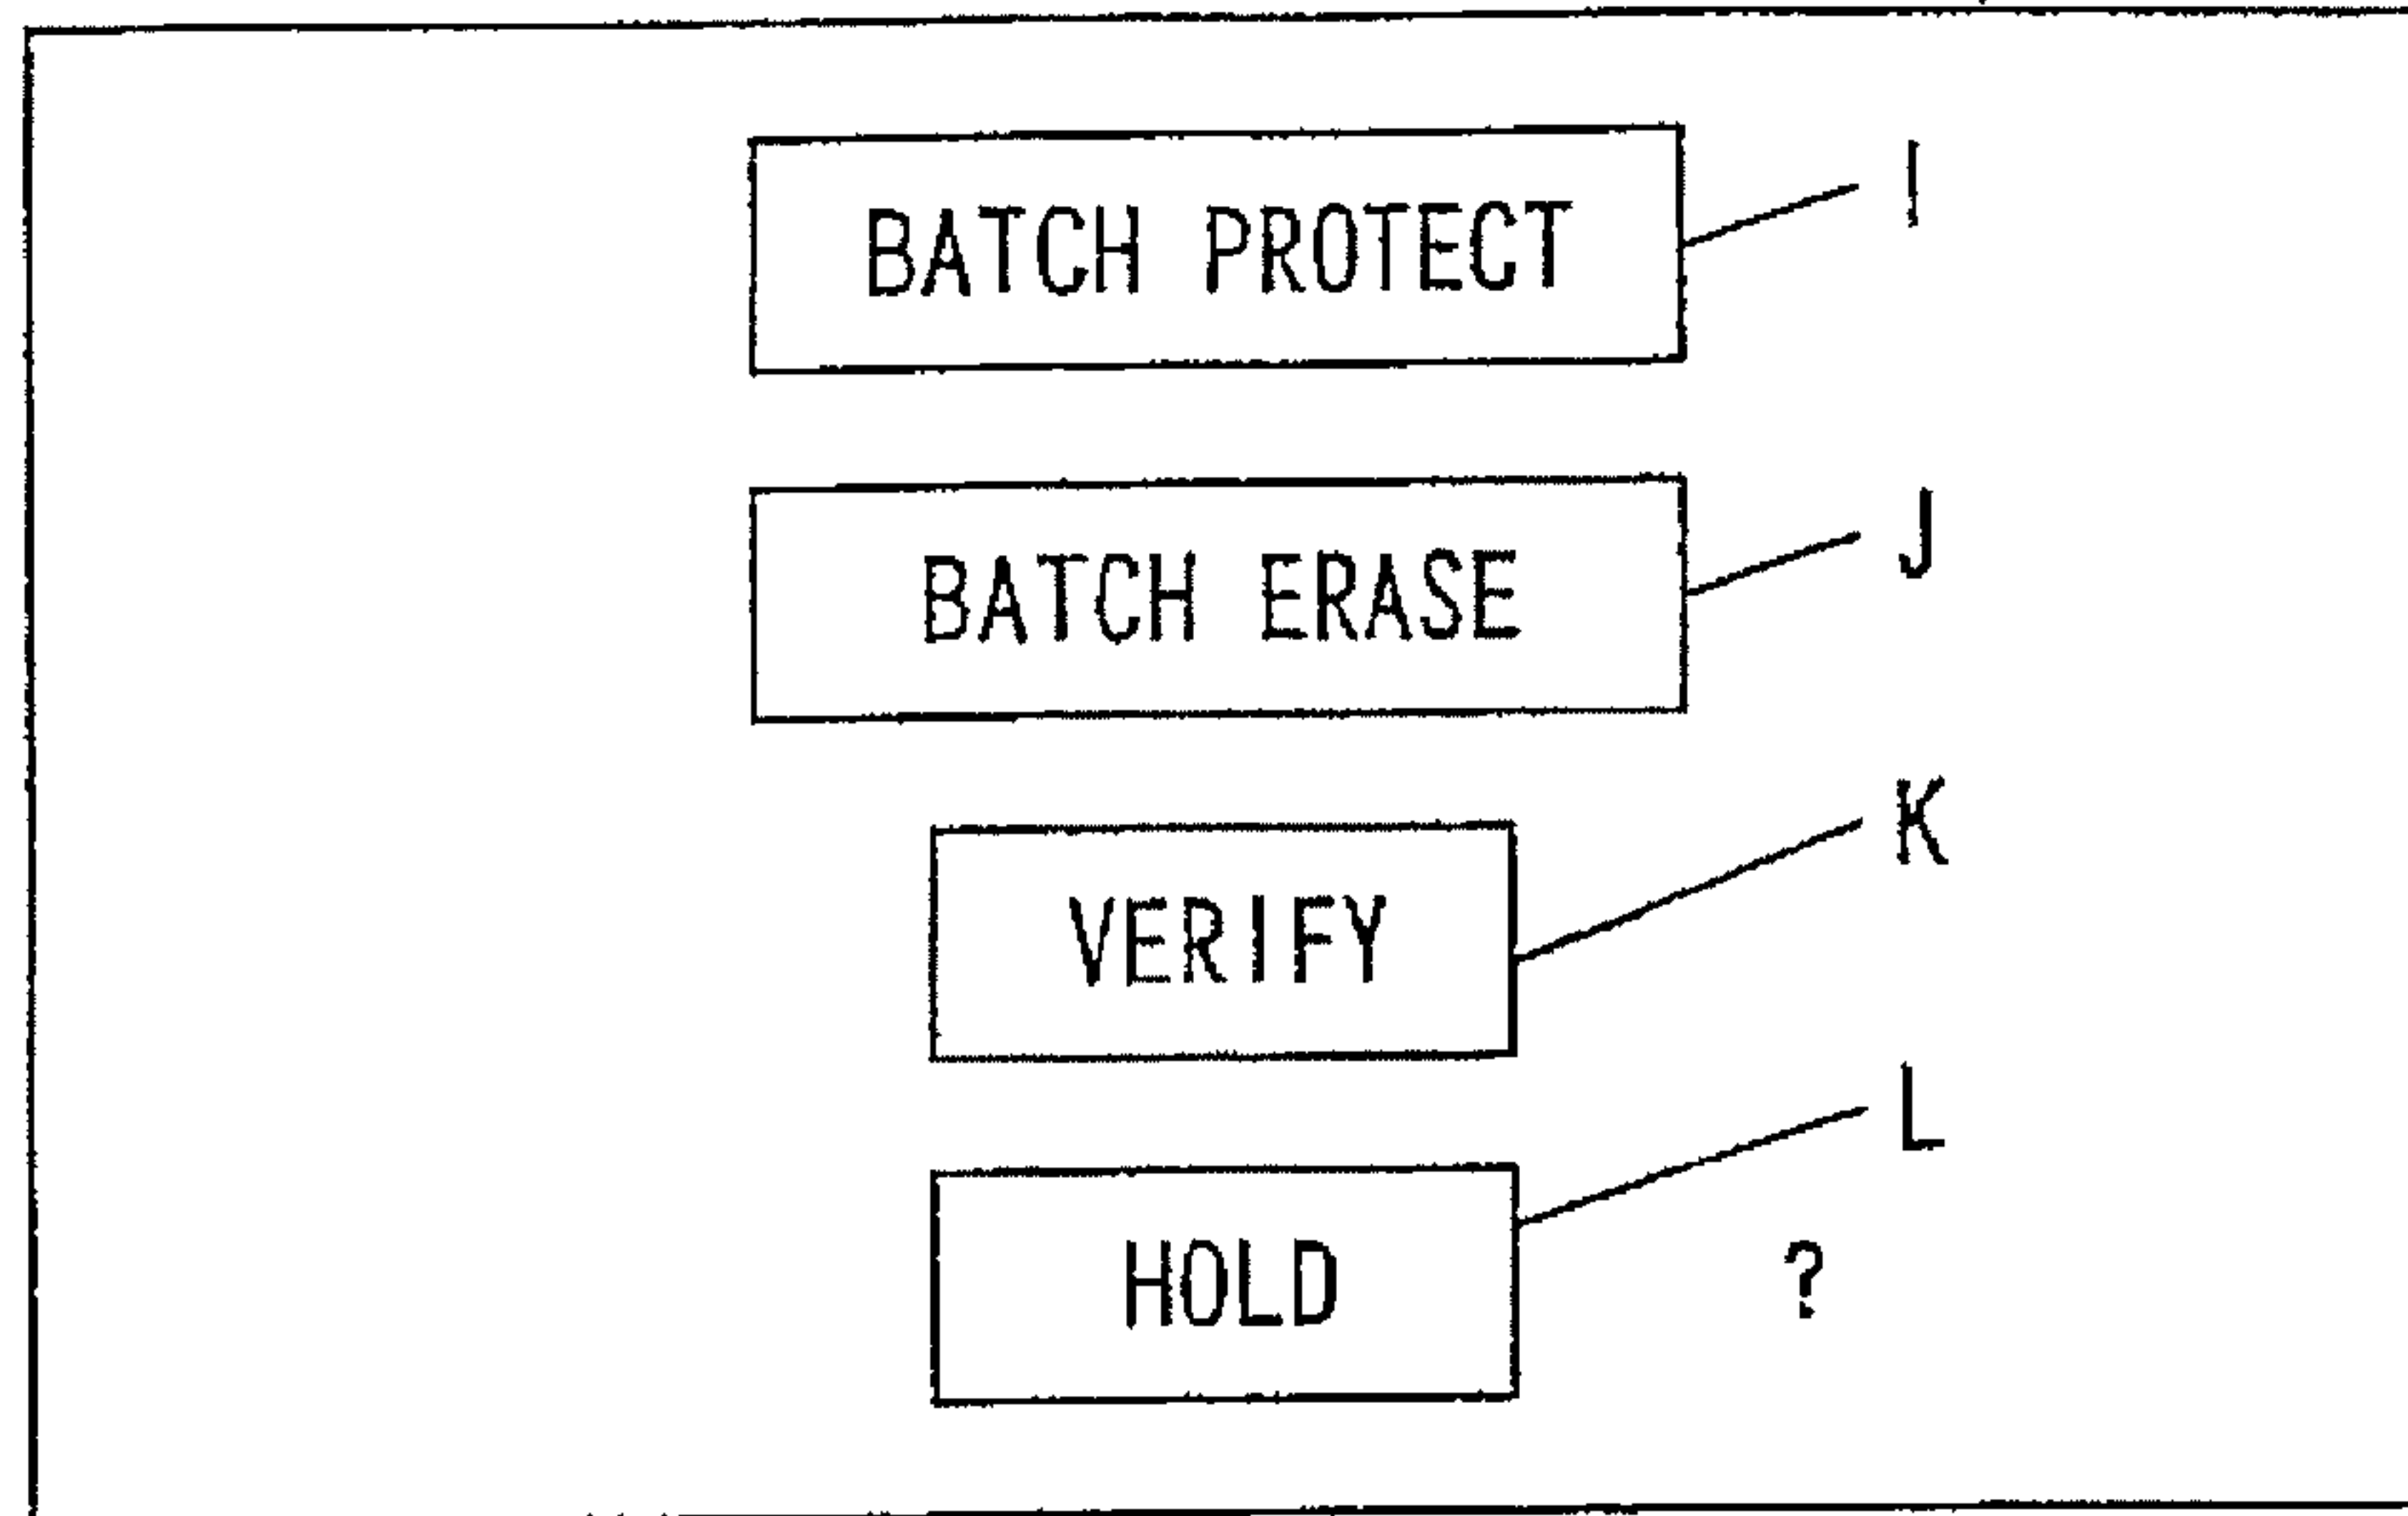 BATCH PROTECT I
BATCH ERASE J
K
VERIFY
L
HOLD ?